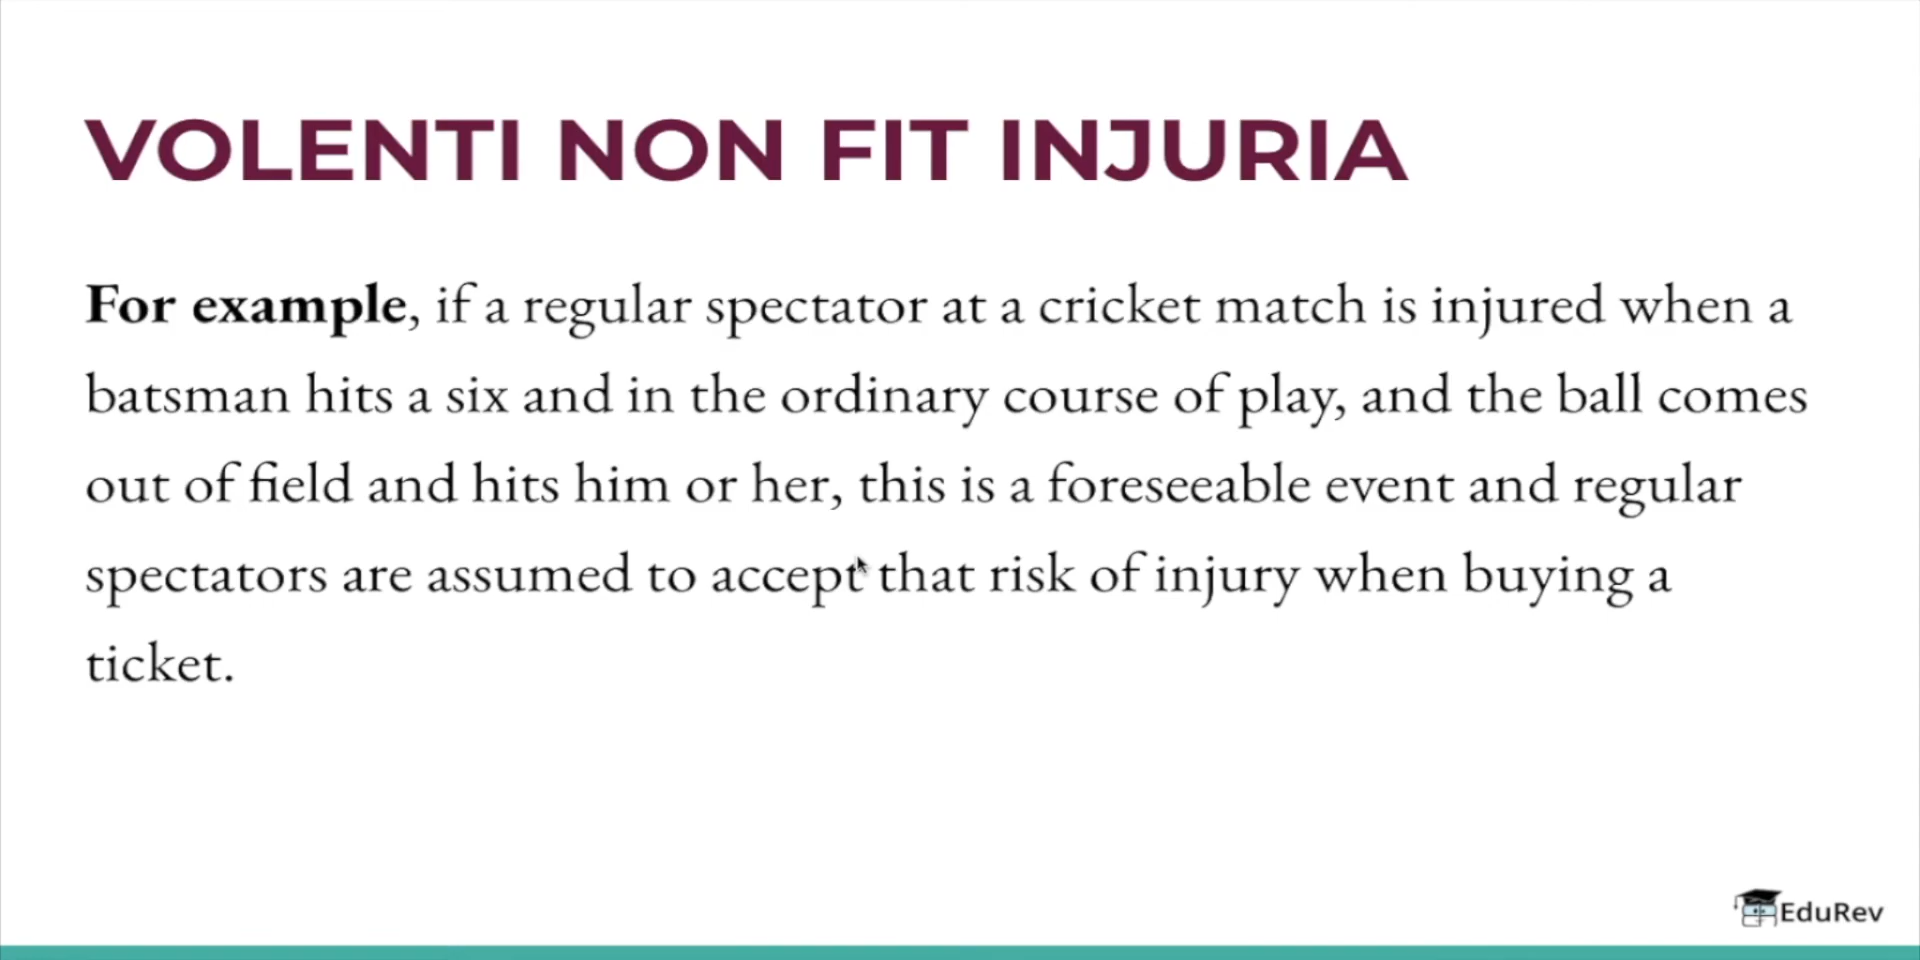 VOLENTI NON FIT INJURIA
For example, if a regular spectator at a cricket match is injured when a
batsman hits a six and in the ordinary course of play, and the ball comes
out of field and hits him or her, this is a foreseeable event and regular
spectators are assumed to accept that risk of injury when buying a
ticket.
EduRev